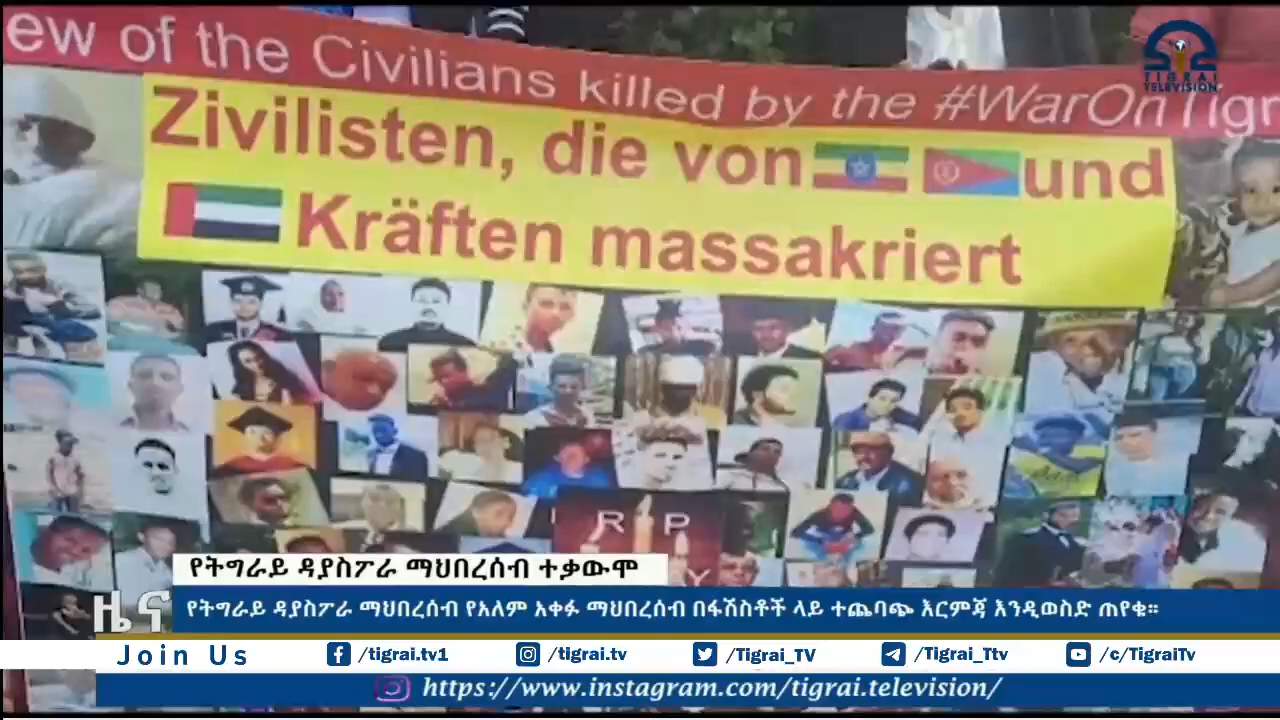 ew of the Civilians killed by the #WarOnTigr
TIGRAI
TELEVISION
Zivilisten, die von und
Kräften massakriert
R P
የትግራይ ዳያስፖራ ማህበረሰብ ተቃውሞ
ዜና
የትግራይ ዳያስፖራ ማህበረሰብ የአለም አቀፉ ማህበረሰብ በፋሽስቶች ላይ ተጨባጭ እርምጃ እንዲወስድ ጠየቁ።
Join Us /tigrai.tv1 /tigrai.tv /Tigrai_TV /Tigrai_Ttv /c/TigraiTv
https://www.instagram.com/tigrai.television/